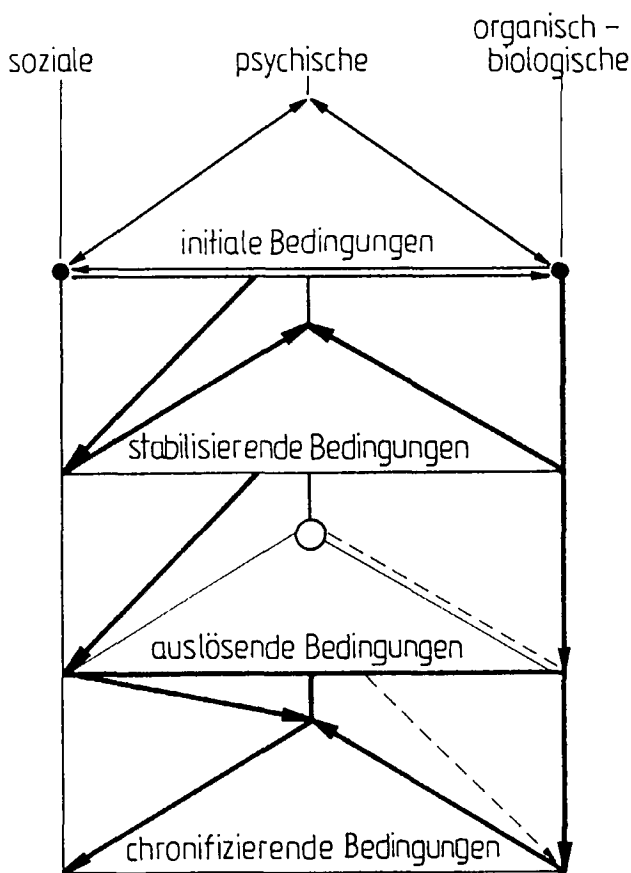 soziale
psychische
organisch –
biologische
initiale Bedingungen
stabilisierende Bedingungen
auslösende Bedingungen
chronifizierende Bedingungen